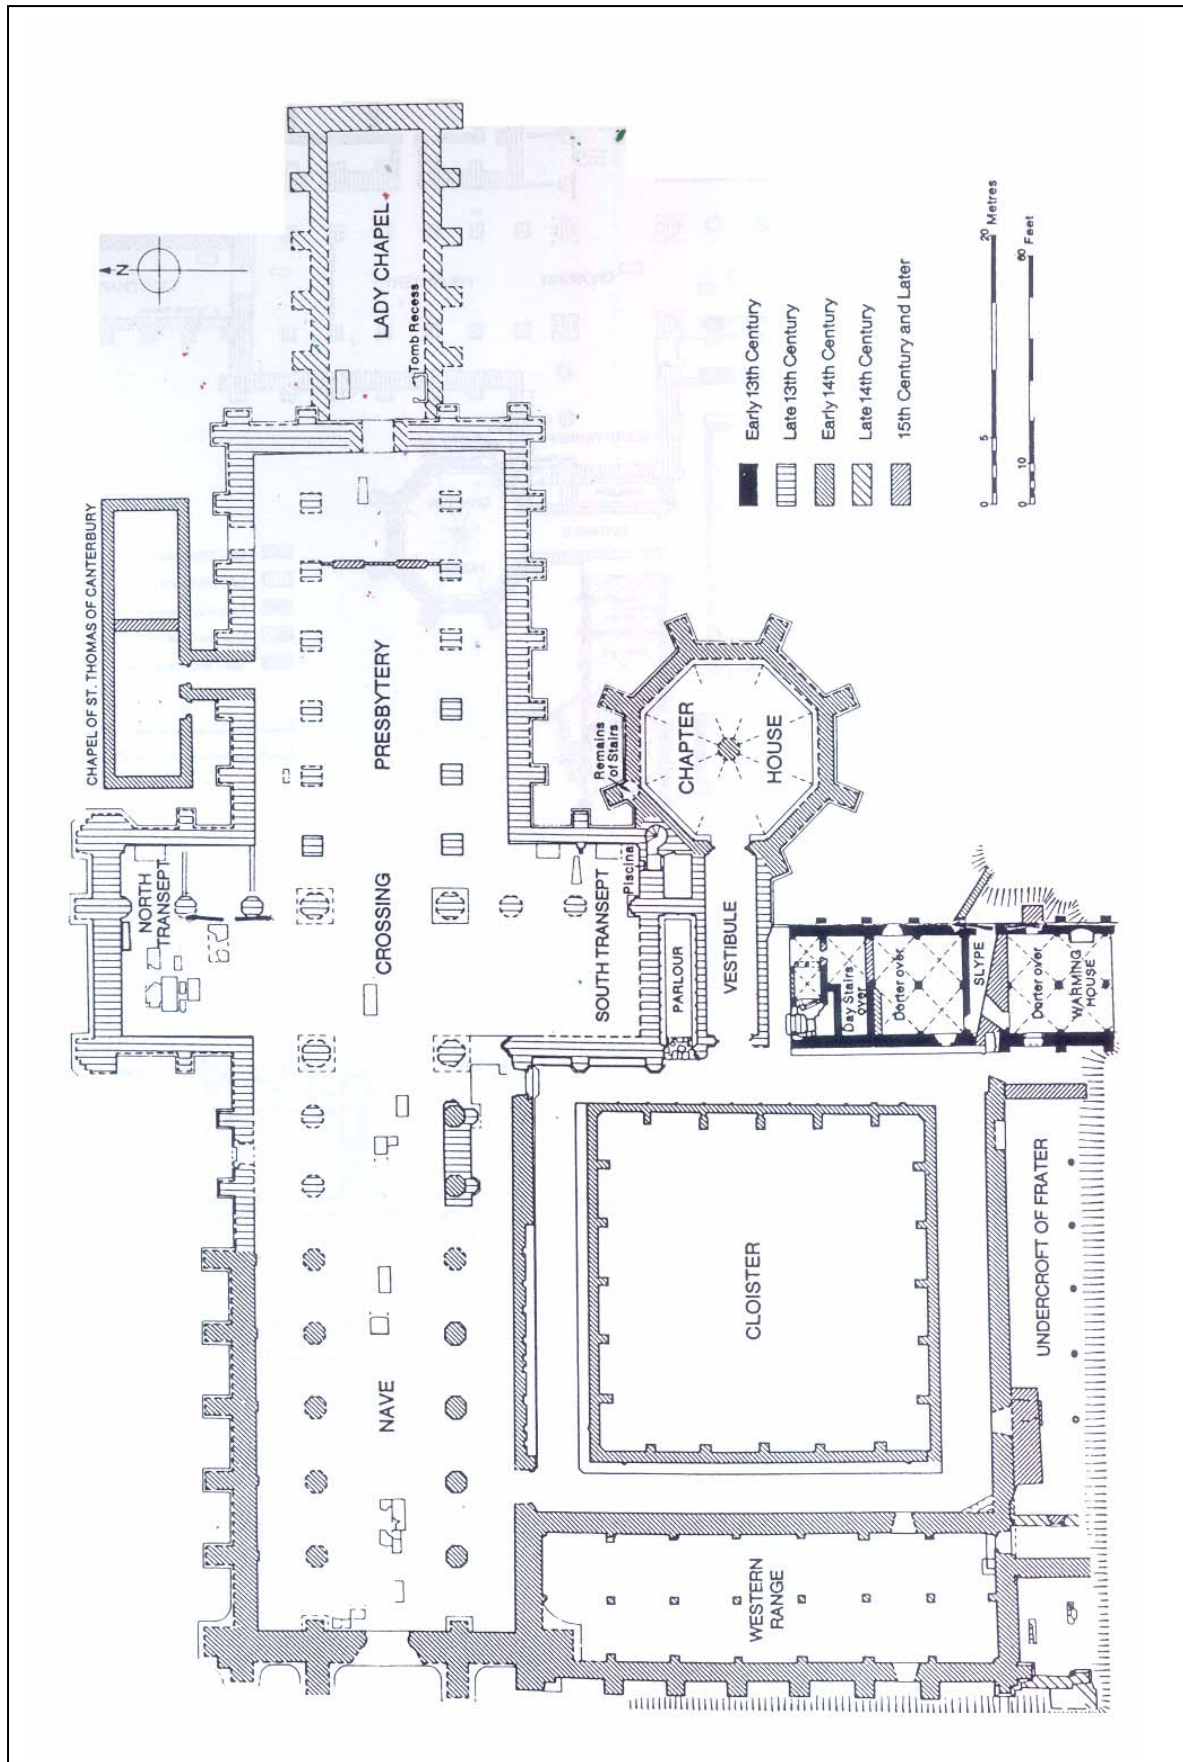 N
LADY CHAPEL
Tomb Recess
CHAPEL OF ST. THOMAS OF CANTERBURY
PRESBYTERY
CROSSING
NORTH
TRANSEPT
SOUTH TRANSEPT
Piscina
Remains
of Stairs
CHAPTER
HOUSE
PARLOUR
VESTIBULE
Day Stairs
over
Dorter over
SLYPE
Dorter over
WARMING
HOUSE
NAVE
CLOISTER
UNDERCROFT OF FRATER
WESTERN
RANGE
Early 13th Century
Late 13th Century
Early 14th Century
Late 14th Century
15th Century and Later
0 5 20 Metres
0 10 60 Feet